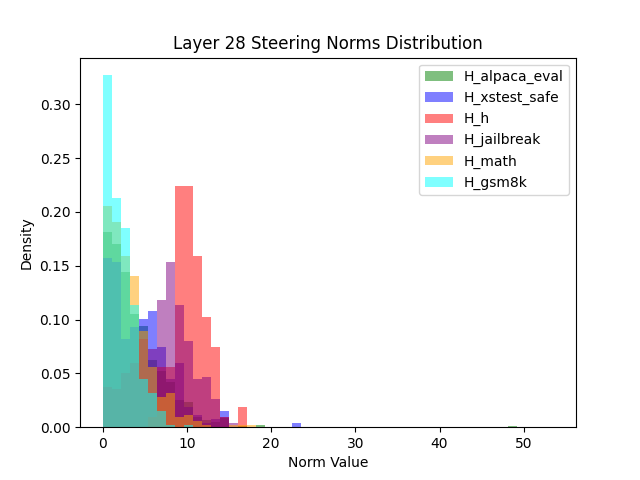 Layer 28 Steering Norms Distribution
H_alpaca_eval
H_xstest_safe
H_h
H_jailbreak
H_math
H_gsm8k
0.30
0.25
0.20
0.15
0.10
0.05
0.00
Density
0 10 20 30 40 50
Norm Value